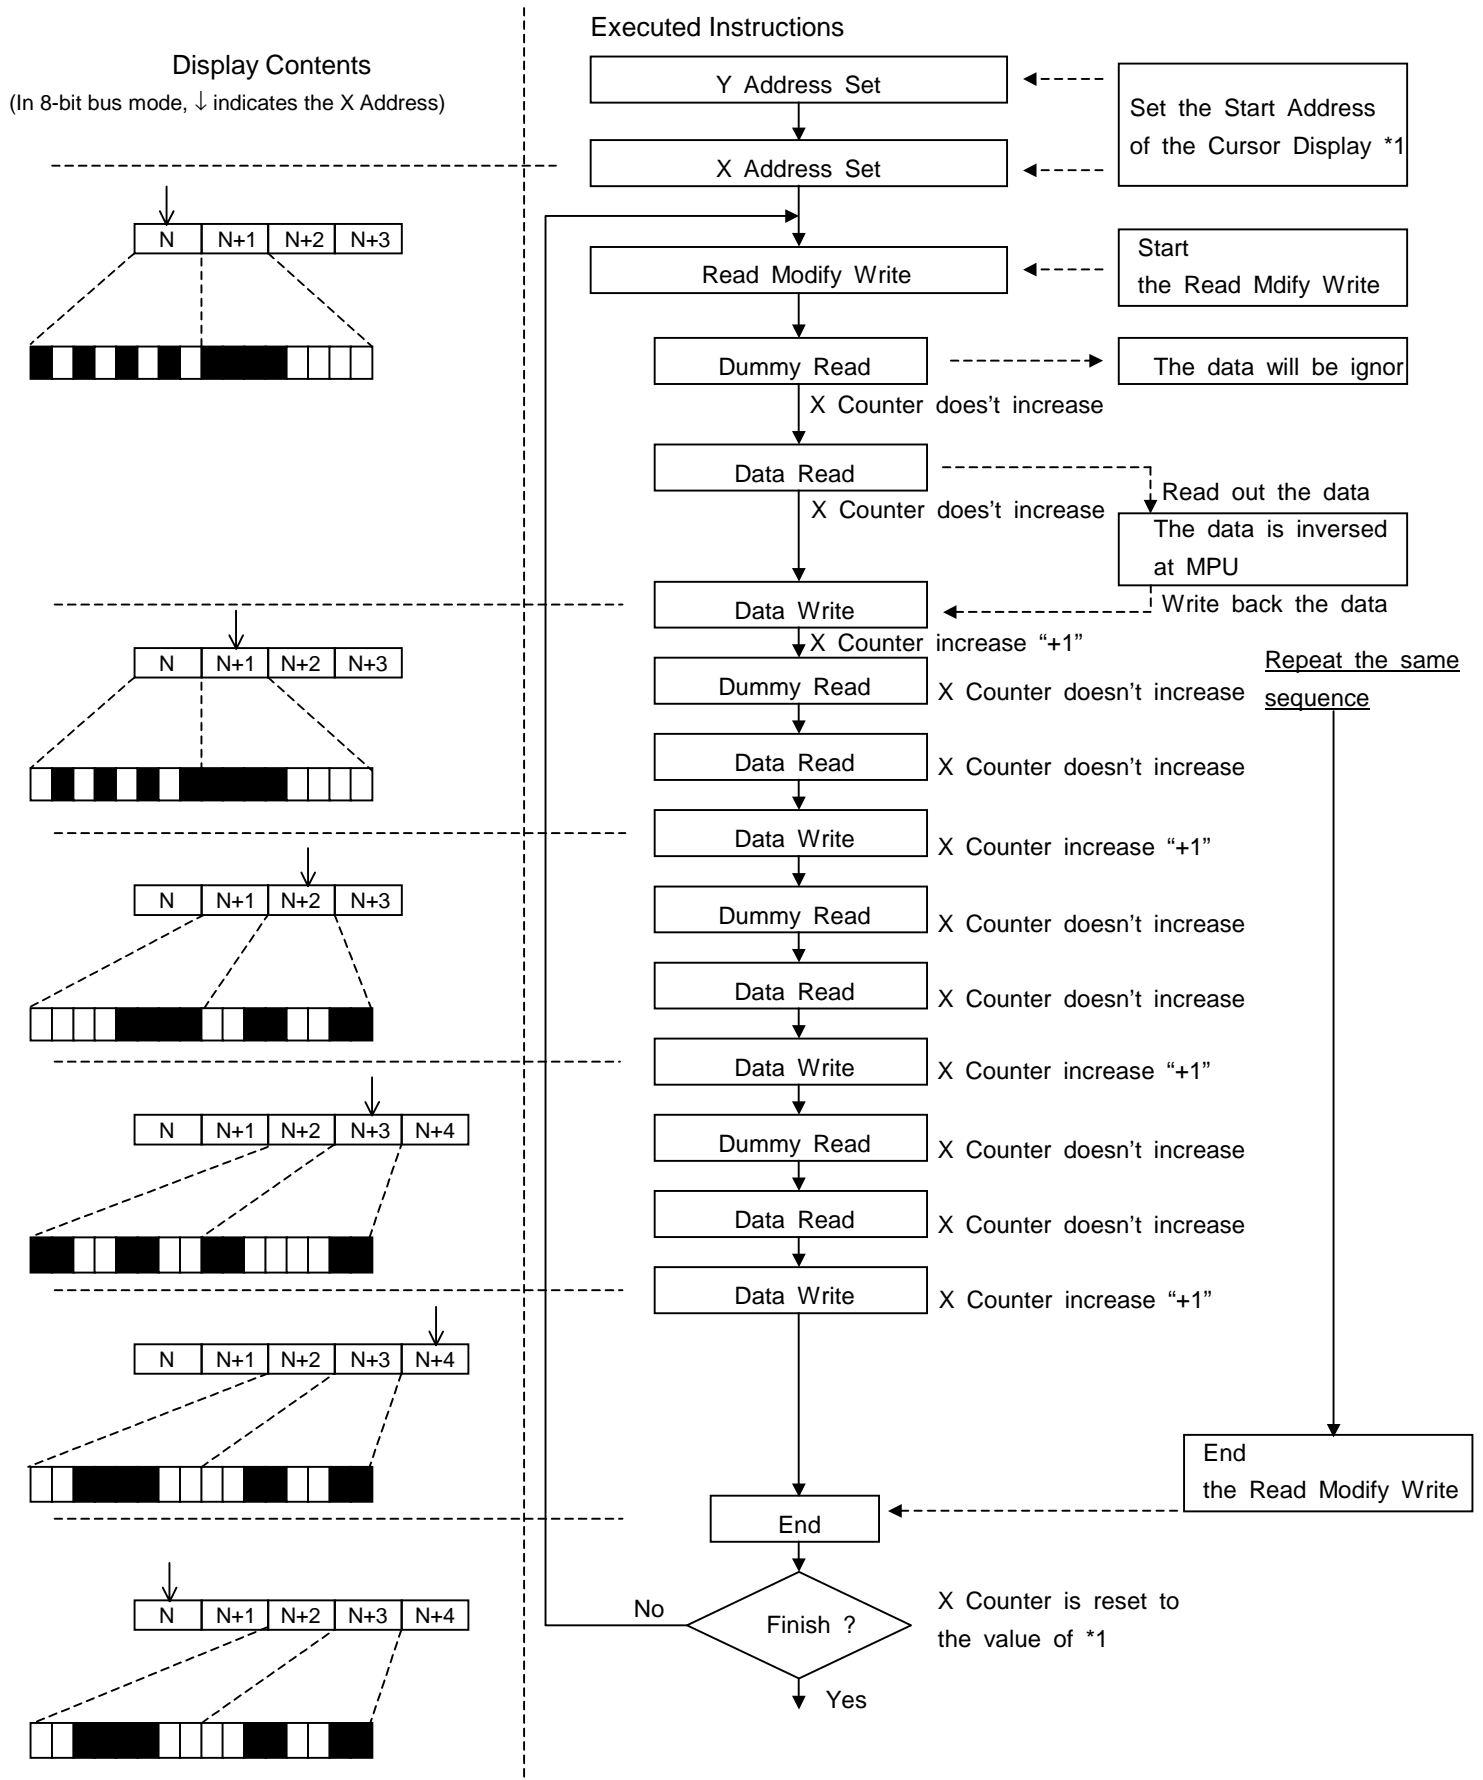 Executed Instructions
Display Contents
(In 8-bit bus mode, ↓ indicates the X Address)
Y Address Set
Set the Start Address
of the Cursor Display *1
X Address Set
N N+1 N+2 N+3
Read Modify Write
Start
the Read Mdify Write
Dummy Read
The data will be ignor
X Counter does't increase
Data Read
X Counter does't increase
Read out the data
The data is inversed
at MPU
Write back the data
Data Write
X Counter increase “+1”
N N+1 N+2 N+3
Dummy Read
X Counter doesn't increase
Repeat the same
sequence
Data Read
X Counter doesn't increase
Data Write
X Counter increase “+1”
N N+1 N+2 N+3
Dummy Read
X Counter doesn't increase
Data Read
X Counter doesn't increase
Data Write
X Counter increase “+1”
N N+1 N+2 N+3 N+4
Dummy Read
X Counter doesn't increase
Data Read
X Counter doesn't increase
Data Write
X Counter increase “+1”
N N+1 N+2 N+3 N+4
End
the Read Modify Write
End
N N+1 N+2 N+3 N+4
No
Finish ?
X Counter is reset to
the value of *1
Yes